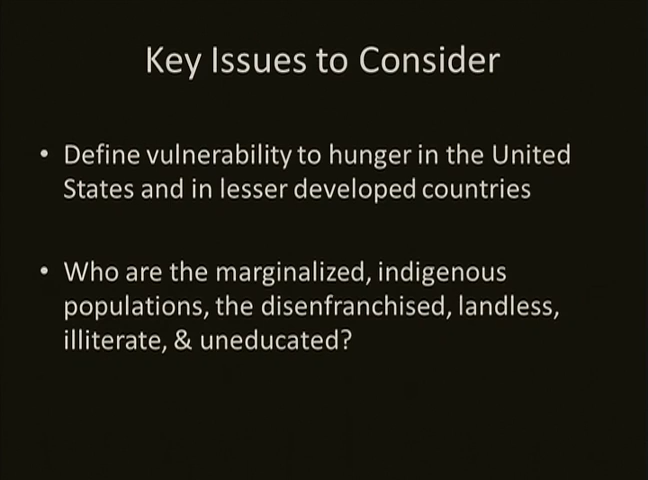 Key Issues to Consider
• Define vulnerability to hunger in the United
States and in lesser developed countries
• Who are the marginalized, indigenous
populations, the disenfranchised, landless,
illiterate, & uneducated?